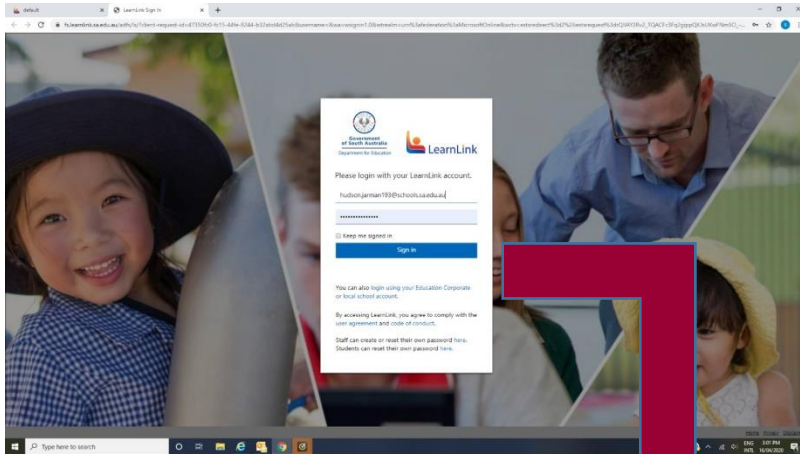 default
LearnLink Sign In
Government
of South Australia
Department for Education
LearnLink
Please login with your LearnLink account.
hudson.jarman193@schools.sa.edu.au
Keep me signed in
Sign in
You can also login using your Education Corporate
or local school account.
By accessing LearnLink, you agree to comply with the
user agreement and code of conduct.
Staff can create or reset their own password here.
Students can reset their own password here.
Home Privacy
Type here to search
ENG 3:01 PM
INTL 16/04/2020